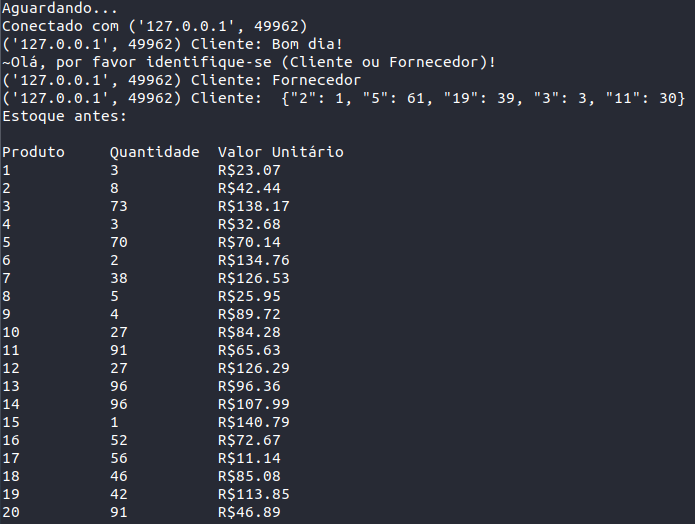 Aguardando...
Conectado com ('127.0.0.1', 49962)
('127.0.0.1', 49962) Cliente: Bom dia!
~Olá, por favor identifique-se (Cliente ou Fornecedor)!
('127.0.0.1', 49962) Cliente: Fornecedor
('127.0.0.1', 49962) Cliente:  {"2": 1, "5": 61, "19": 39, "3": 3, "11": 30}
Estoque antes:
Produto     Quantidade  Valor Unitário
1           3           R$23.07
2           8           R$42.44
3           73          R$138.17
4           3           R$32.68
5           70          R$70.14
6           2           R$134.76
7           38          R$126.53
8           5           R$25.95
9           4           R$89.72
10          27          R$84.28
11          91          R$65.63
12          27          R$126.29
13          96          R$96.36
14          96          R$107.99
15          1           R$140.79
16          52          R$72.67
17          56          R$11.14
18          46          R$85.08
19          42          R$113.85
20          91          R$46.89